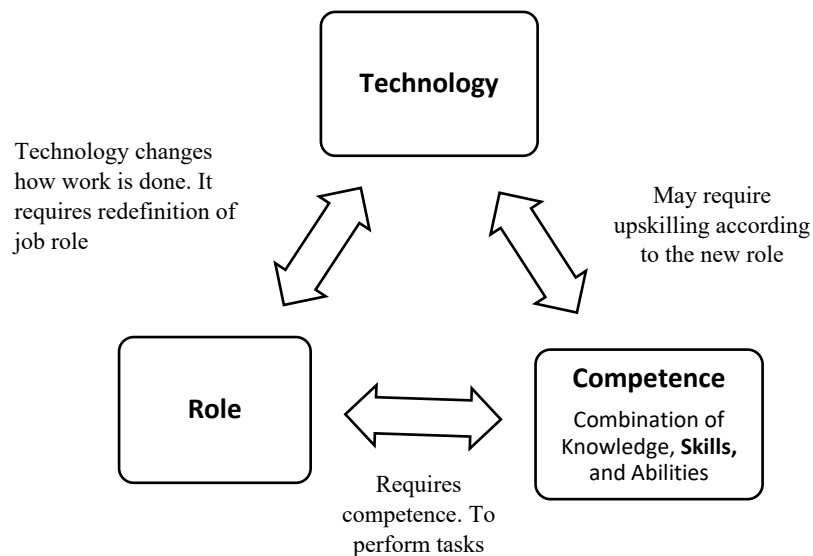 Technology
Technology changes
how work is done. It
requires redefinition of
job role
May require
upskilling according
to the new role
Role
Competence
Combination of
Knowledge, Skills,
and Abilities
Requires
competence. To
perform tasks